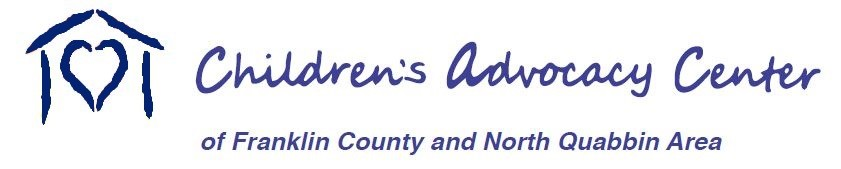 Children's Advocacy Center
of Franklin County and North Quabbin Area